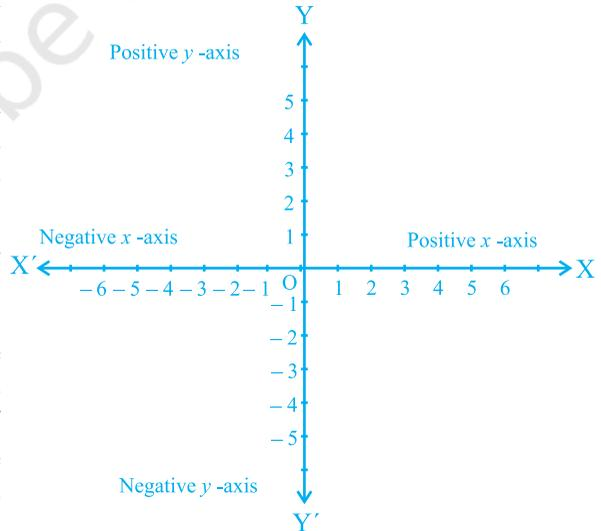 Y
Positive y -axis
5
4
3
2
Negative x -axis 1 Positive x -axis
X′ X
O
– 6 – 5 – 4 – 3 – 2 – 1 1 2 3 4 5 6
– 1
– 2
– 3
– 4
– 5
Negative y -axis
Y′